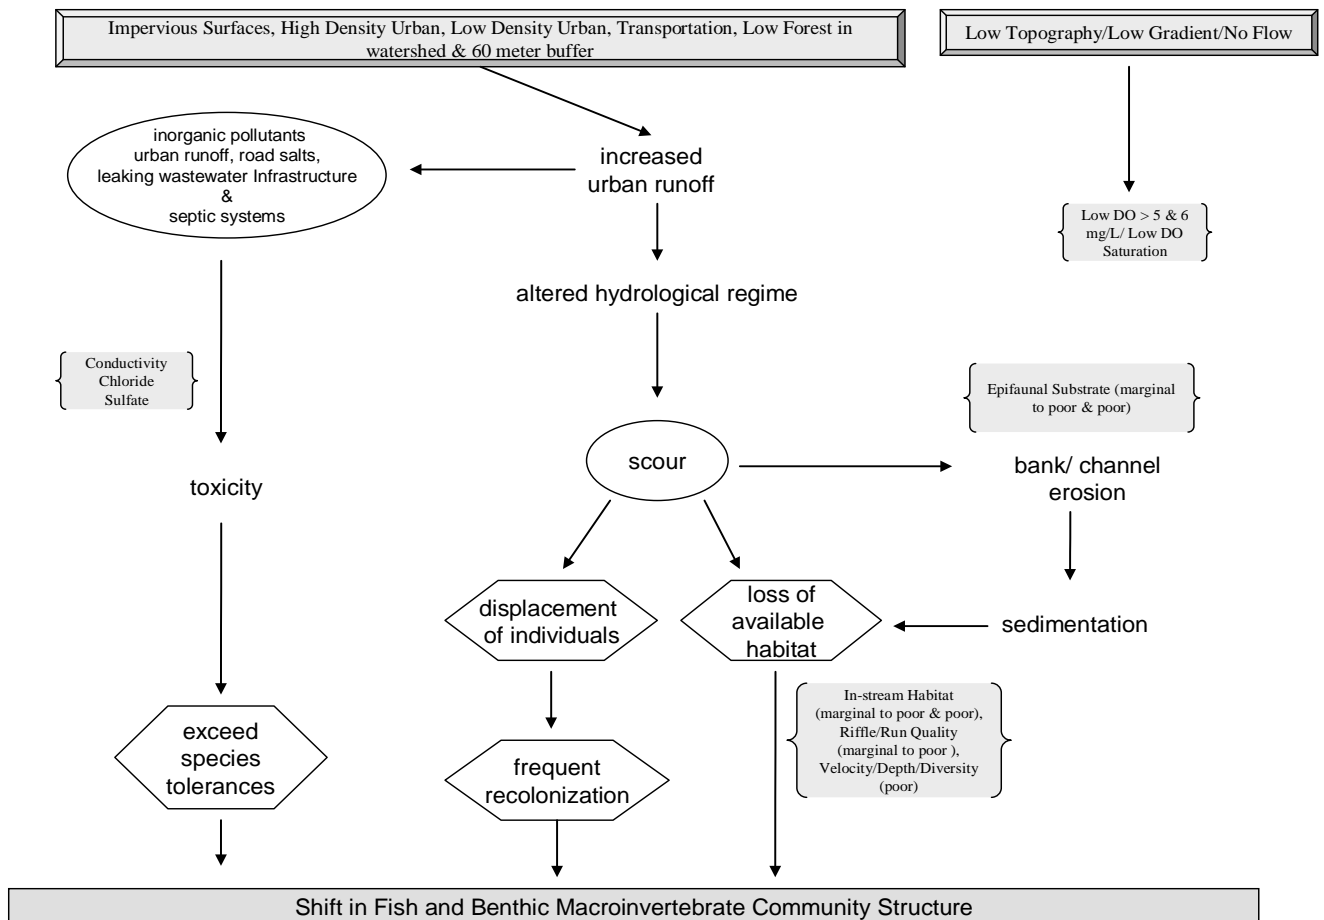 Impervious Surfaces, High Density Urban, Low Density Urban, Transportation, Low Forest in
watershed & 60 meter buffer
Low Topography/Low Gradient/No Flow
inorganic pollutants
urban runoff, road salts,
leaking wastewater Infrastructure
&
septic systems
increased
urban runoff
Low DO > 5 & 6
mg/L/ Low DO
Saturation
altered hydrological regime
Conductivity
Chloride
Sulfate
Epifaunal Substrate (marginal
to poor & poor)
scour
bank/ channel
erosion
toxicity
displacement
of individuals
loss of
available
habitat
sedimentation
In-stream Habitat
(marginal to poor & poor),
Riffle/Run Quality
(marginal to poor ),
Velocity/Depth/Diversity
(poor)
exceed
species
tolerances
frequent
recolonization
Shift in Fish and Benthic Macroinvertebrate Community Structure